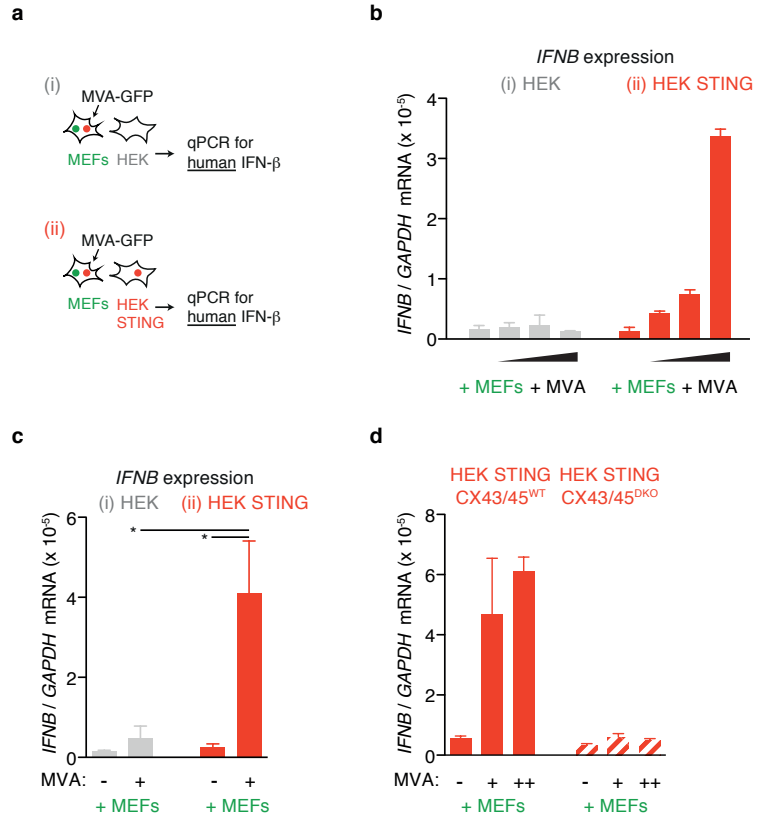 a
(i)
MVA-GFP
MEFs HEK
qPCR for
human IFN-β
(ii)
MVA-GFP
MEFs HEK
STING
qPCR for
human IFN-β
b
IFNB expression
(i) HEK (ii) HEK STING
IFNB / GAPDH mRNA (x 10-5)
4
3
2
1
0
+ MEFs + MVA + MEFs + MVA
c
IFNB expression
(i) HEK (ii) HEK STING
IFNB / GAPDH mRNA (x 10-5)
6
4
2
0
* *
MVA: - + - +
+ MEFs + MEFs
d
HEK STING HEK STING
CX43/45WT CX43/45DKO
IFNB / GAPDH mRNA (x 10-5)
8
6
4
2
0
MVA: - + ++ - + ++
+ MEFs + MEFs